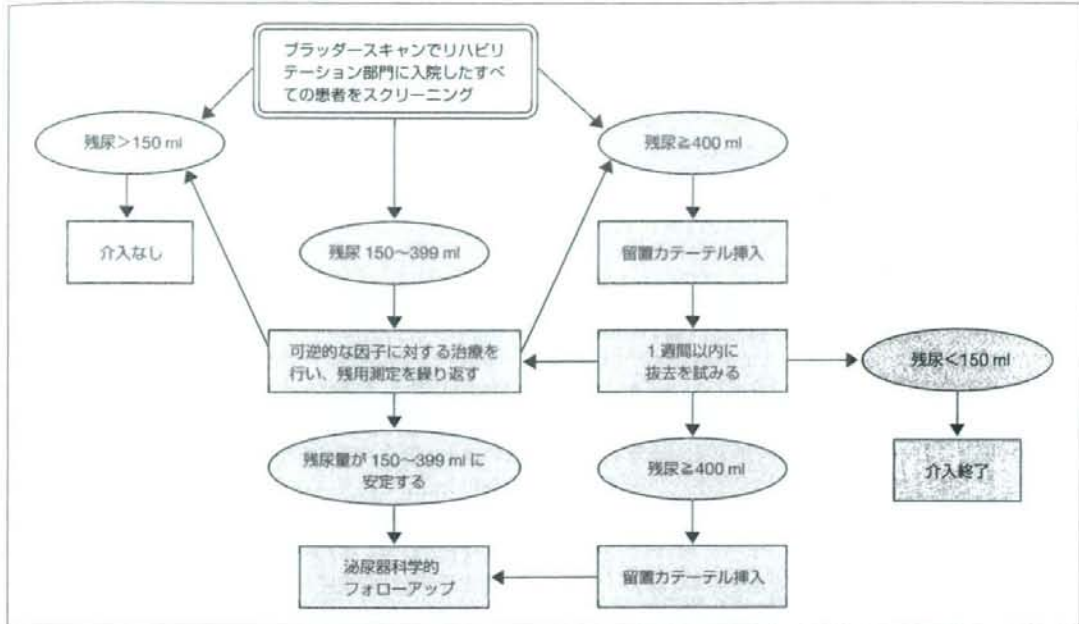 ブラッダースキャンでリハビリ
テーション部門に入院したすべ
ての患者をスクリーニング
残尿>150 ml
残尿≧400 ml
介入なし
残尿 150〜399 ml
留置カテーテル挿入
可逆的な因子に対する治療を
行い、残用測定を繰り返す
1 週間以内に
抜去を試みる
残尿<150 ml
残尿量が 150〜399 ml に
安定する
残尿≧400 ml
介入終了
泌尿器科学的
フォローアップ
留置カテーテル挿入